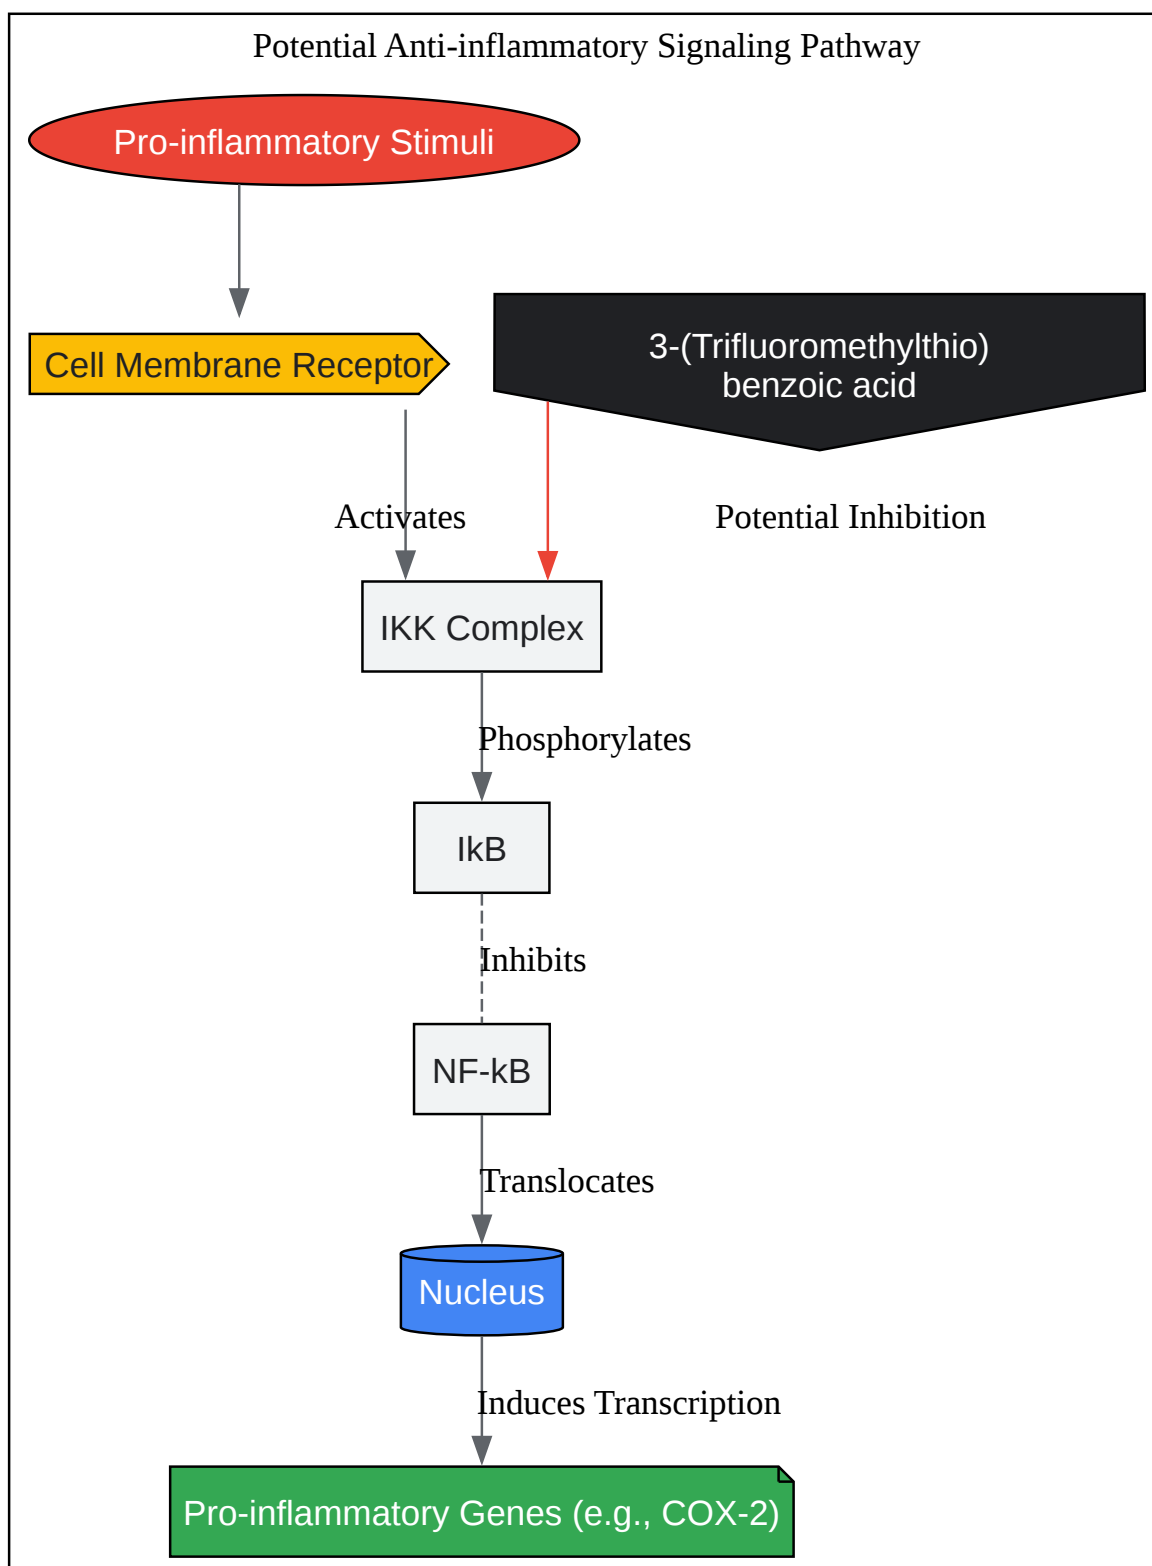 Potential Anti-inflammatory Signaling Pathway
Pro-inflammatory Stimuli
Cell Membrane Receptor
3-(Trifluoromethylthio)
benzoic acid
Activates
Potential Inhibition
IKK Complex
Phosphorylates
IkB
Inhibits
NF-kB
Translocates
Nucleus
Induces Transcription
Pro-inflammatory Genes (e.g., COX-2)